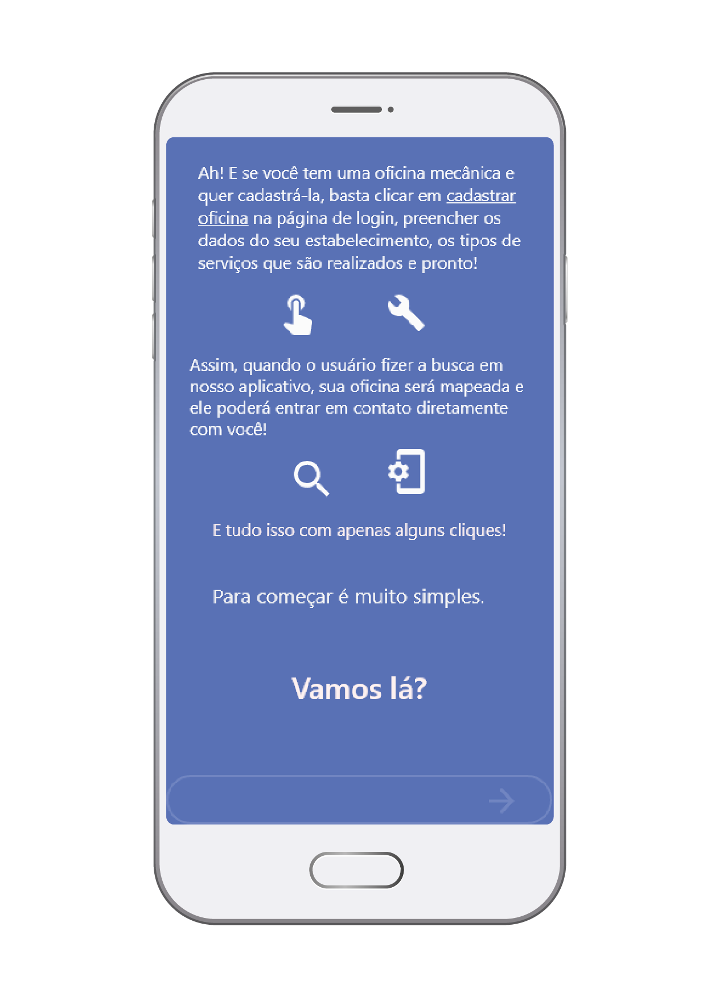 Ah! E se você tem uma oficina mecânica e
quer cadastrá-la, basta clicar em cadastrar
oficina na página de login, preencher os
dados do seu estabelecimento, os tipos de
serviços que são realizados e pronto!
Assim, quando o usuário fizer a busca em
nosso aplicativo, sua oficina será mapeada e
ele poderá entrar em contato diretamente
com você!
E tudo isso com apenas alguns cliques!
Para começar é muito simples.
Vamos lá?